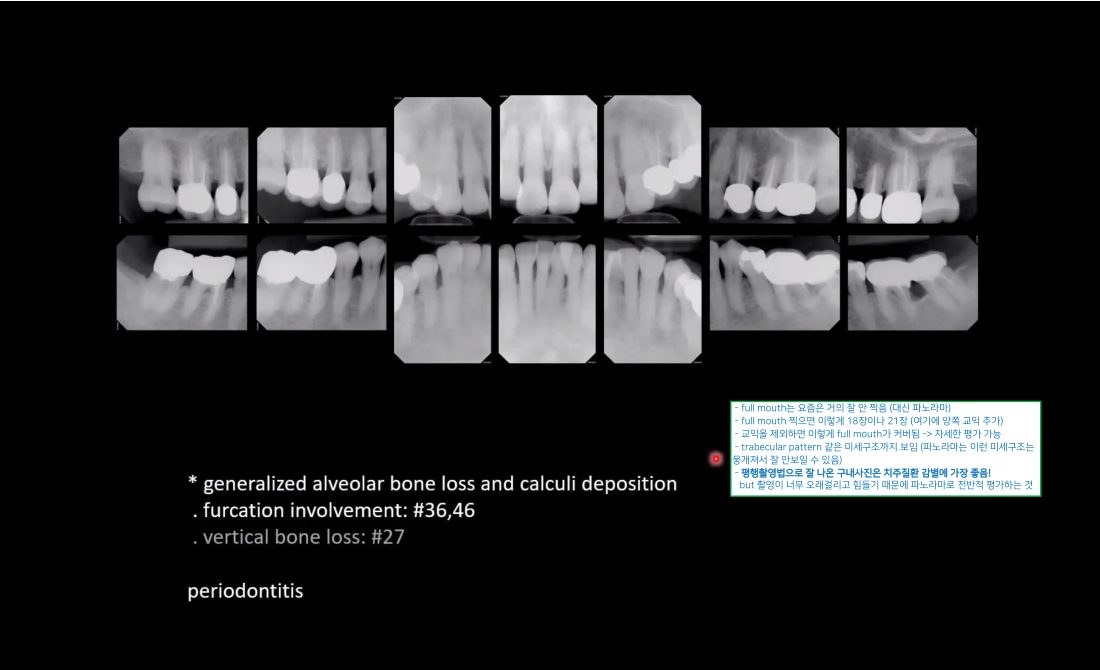 - full mouth는 요즘은 거의 잘 안 찍음 (대신 파노라마)
- full mouth 찍으면 이렇게 18장이나 21장 (여기에 양쪽 교익 추가)
- 교익을 제외하면 이렇게 full mouth가 커버됨 -> 자세한 평가 가능
- trabecular pattern 같은 미세구조까지 보임 (파노라마는 이런 미세구조는
뭉개져서 잘 안보일 수 있음)
- 평행촬영법으로 잘 나온 구내사진은 치주질환 감별에 가장 좋음!
but 촬영이 너무 오래걸리고 힘들기 때문에 파노라마로 전반적 평가하는 것
* generalized alveolar bone loss and calculi deposition
. furcation involvement: #36,46
. vertical bone loss: #27
periodontitis